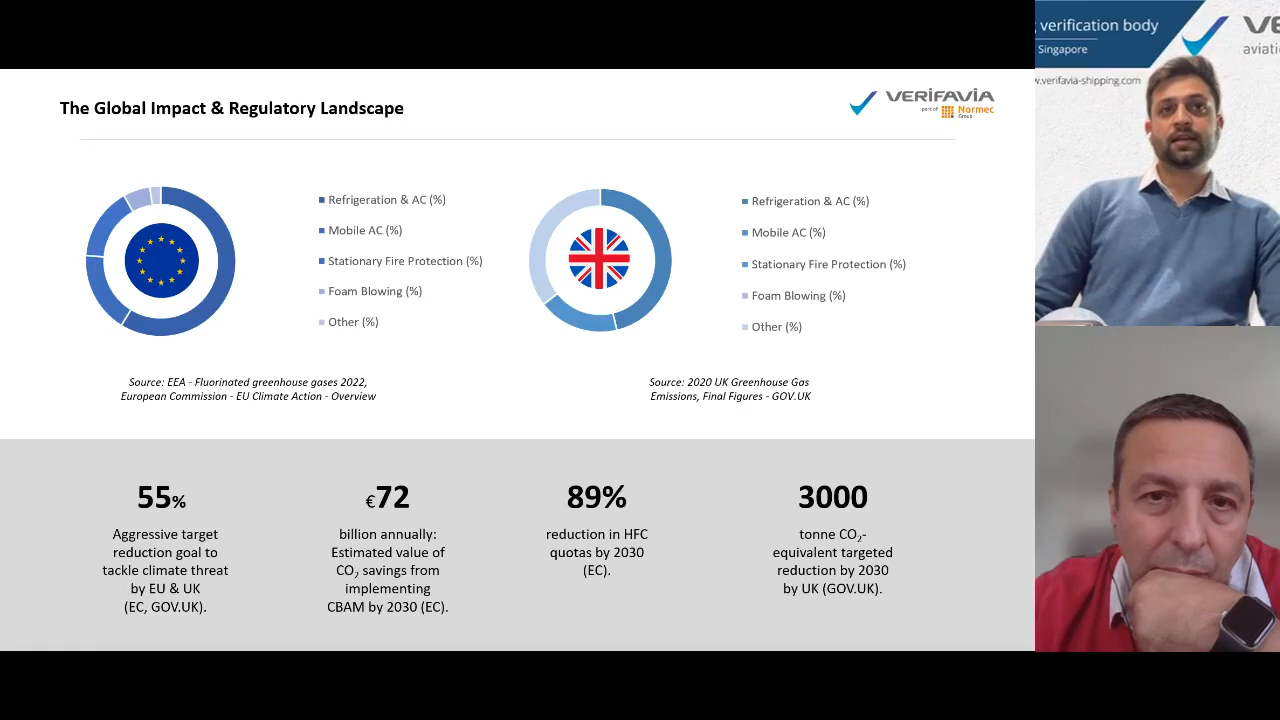 The Global Impact & Regulatory Landscape
VERIFAVIA
part of Normec
Group
Refrigeration & AC (%)
Mobile AC (%)
Stationary Fire Protection (%)
Foam Blowing (%)
Other (%)
Refrigeration & AC (%)
Mobile AC (%)
Stationary Fire Protection (%)
Foam Blowing (%)
Other (%)
Source: EEA - Fluorinated greenhouse gases 2022,
European Commission - EU Climate Action - Overview
Source: 2020 UK Greenhouse Gas
Emissions, Final Figures - GOV.UK
55%
Aggressive target
reduction goal to
tackle climate threat
by EU & UK
(EC, GOV.UK).
€72
billion annually:
Estimated value of
CO₂ savings from
implementing
CBAM by 2030 (EC).
89%
reduction in HFC
quotas by 2030
(EC).
3000
tonne CO₂-
equivalent targeted
reduction by 2030
by UK (GOV.UK).
verification body
Singapore
.verifavia-shipping.com